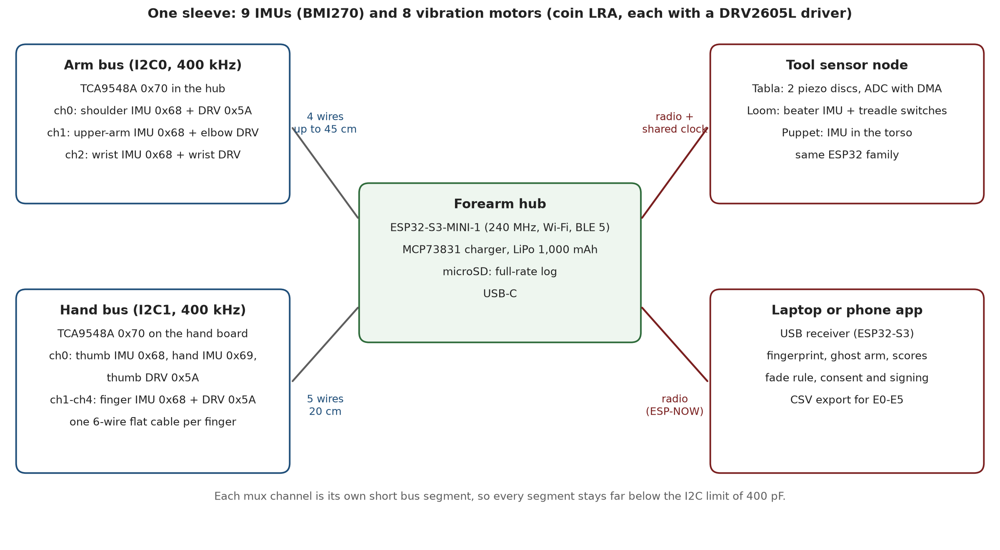 One sleeve: 9 IMUs (BMI270) and 8 vibration motors (coin LRA, each with a DRV2605L driver)
Arm bus (I2C0, 400 kHz)
TCA9548A 0x70 in the hub
ch0: shoulder IMU 0x68 + DRV 0x5A
ch1: upper-arm IMU 0x68 + elbow DRV
ch2: wrist IMU 0x68 + wrist DRV
4 wires
up to 45 cm
radio +
shared clock
Tool sensor node
Tabla: 2 piezo discs, ADC with DMA
Loom: beater IMU + treadle switches
Puppet: IMU in the torso
same ESP32 family
Forearm hub
ESP32-S3-MINI-1 (240 MHz, Wi-Fi, BLE 5)
MCP73831 charger, LiPo 1,000 mAh
microSD: full-rate log
USB-C
Hand bus (I2C1, 400 kHz)
TCA9548A 0x70 on the hand board
ch0: thumb IMU 0x68, hand IMU 0x69,
thumb DRV 0x5A
ch1-ch4: finger IMU 0x68 + DRV 0x5A
one 6-wire flat cable per finger
5 wires
20 cm
radio
(ESP-NOW)
Laptop or phone app
USB receiver (ESP32-S3)
fingerprint, ghost arm, scores
fade rule, consent and signing
CSV export for E0-E5
Each mux channel is its own short bus segment, so every segment stays far below the I2C limit of 400 pF.